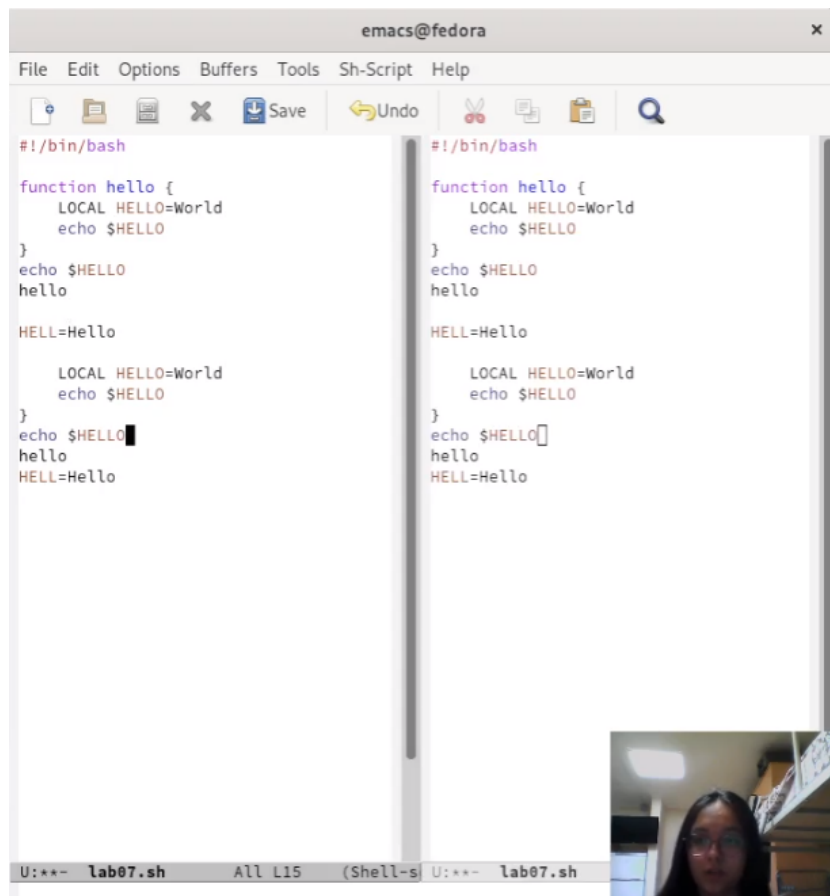 emacs@fedora ×
File Edit Options Buffers Tools Sh-Script Help
Save Undo
#!/bin/bash
function hello {
    LOCAL HELLO=World
    echo $HELLO
}
echo $HELLO
hello
HELL=Hello
    LOCAL HELLO=World
    echo $HELLO
}
echo $HELLO
hello
HELL=Hello
U:**- lab07.sh All L15 (Shell-s
#!/bin/bash
function hello {
    LOCAL HELLO=World
    echo $HELLO
}
echo $HELLO
hello
HELL=Hello
    LOCAL HELLO=World
    echo $HELLO
}
echo $HELLO
hello
HELL=Hello
U:**- lab07.sh